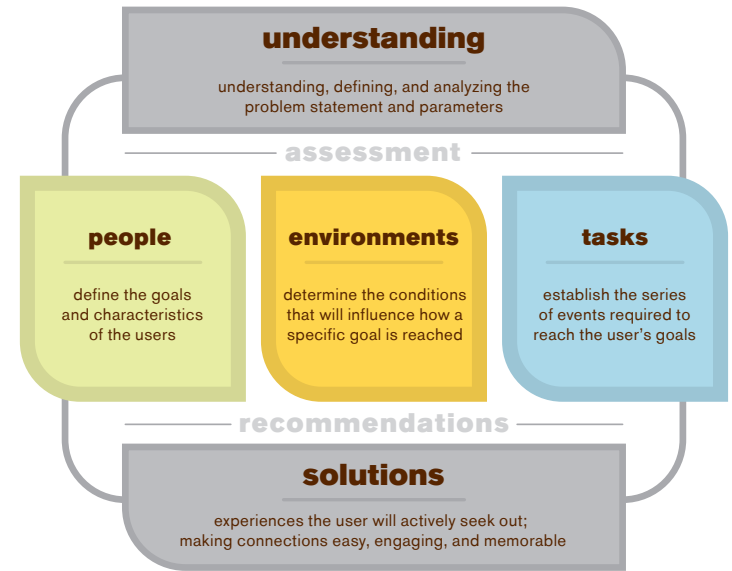 understanding
understanding, defining, and analyzing the
problem statement and parameters
assessment
people
define the goals
and characteristics
of the users
environments
determine the conditions
that will influence how a
specific goal is reached
tasks
establish the series
of events required to
reach the user's goals
recommendations
solutions
experiences the user will actively seek out;
making connections easy, engaging, and memorable